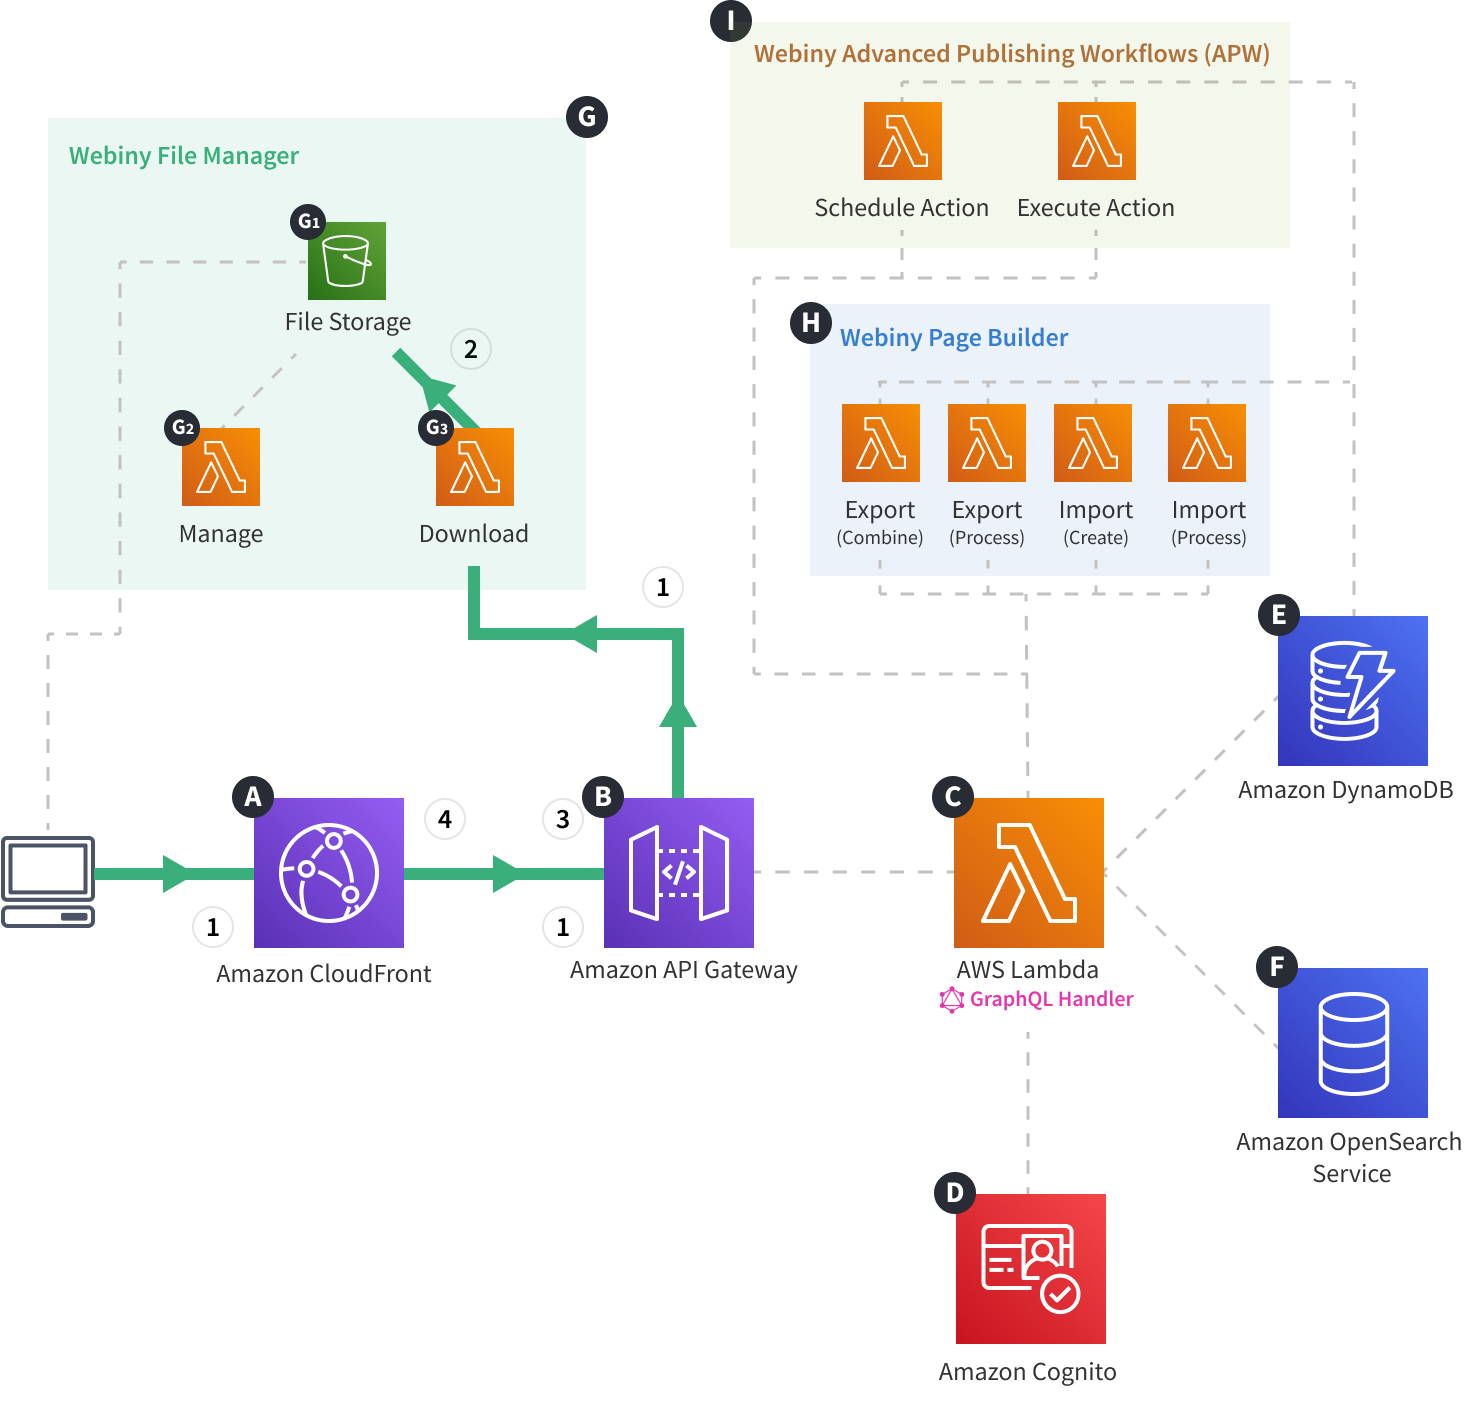 I
Webiny Advanced Publishing Workflows (APW)
Schedule Action
Execute Action
G
Webiny File Manager
G1
File Storage
2
G2
Manage
G3
Download
1
H
Webiny Page Builder
Export
(Combine)
Export
(Process)
Import
(Create)
Import
(Process)
E
Amazon DynamoDB
A
1
Amazon CloudFront
4
3
B
</>
1
Amazon API Gateway
C
AWS Lambda
GraphQL Handler
F
Amazon OpenSearch
Service
D
Amazon Cognito